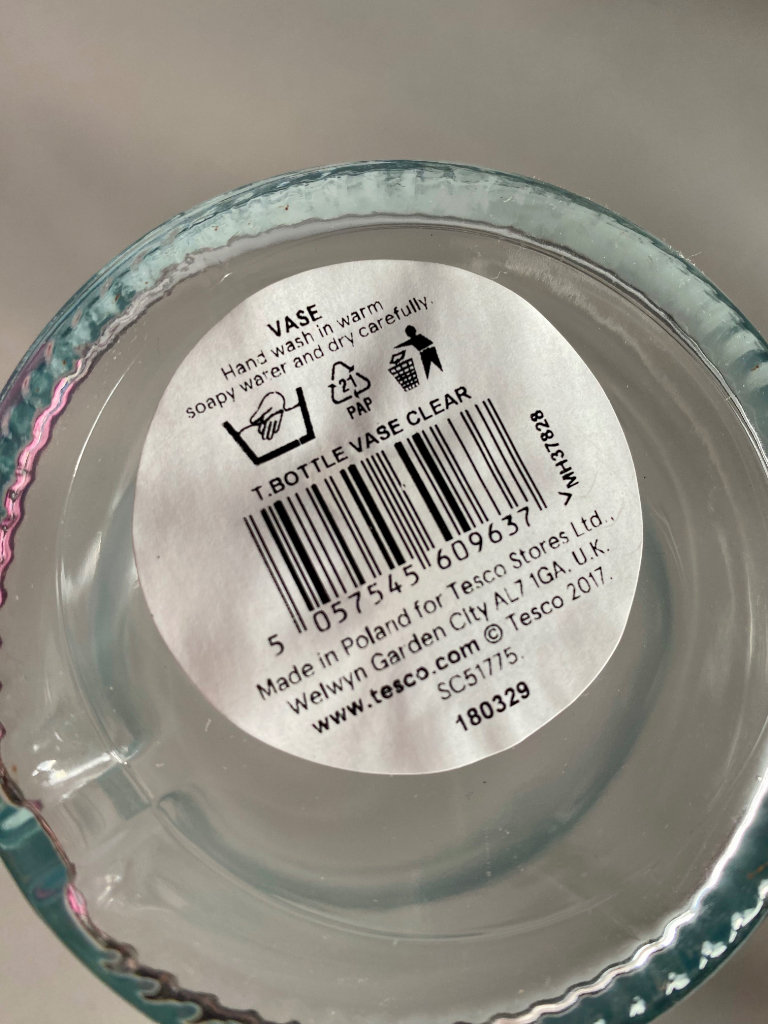 VASE
Hand wash in warm
soapy water and dry carefully.
21
PAP
T.BOTTLE VASE CLEAR
V MH37828
5 057545 609637
Made in Poland for Tesco Stores Ltd.,
Welwyn Garden City AL7 1GA. U.K.
www.tesco.com © Tesco 2017.
SC51775.
180329